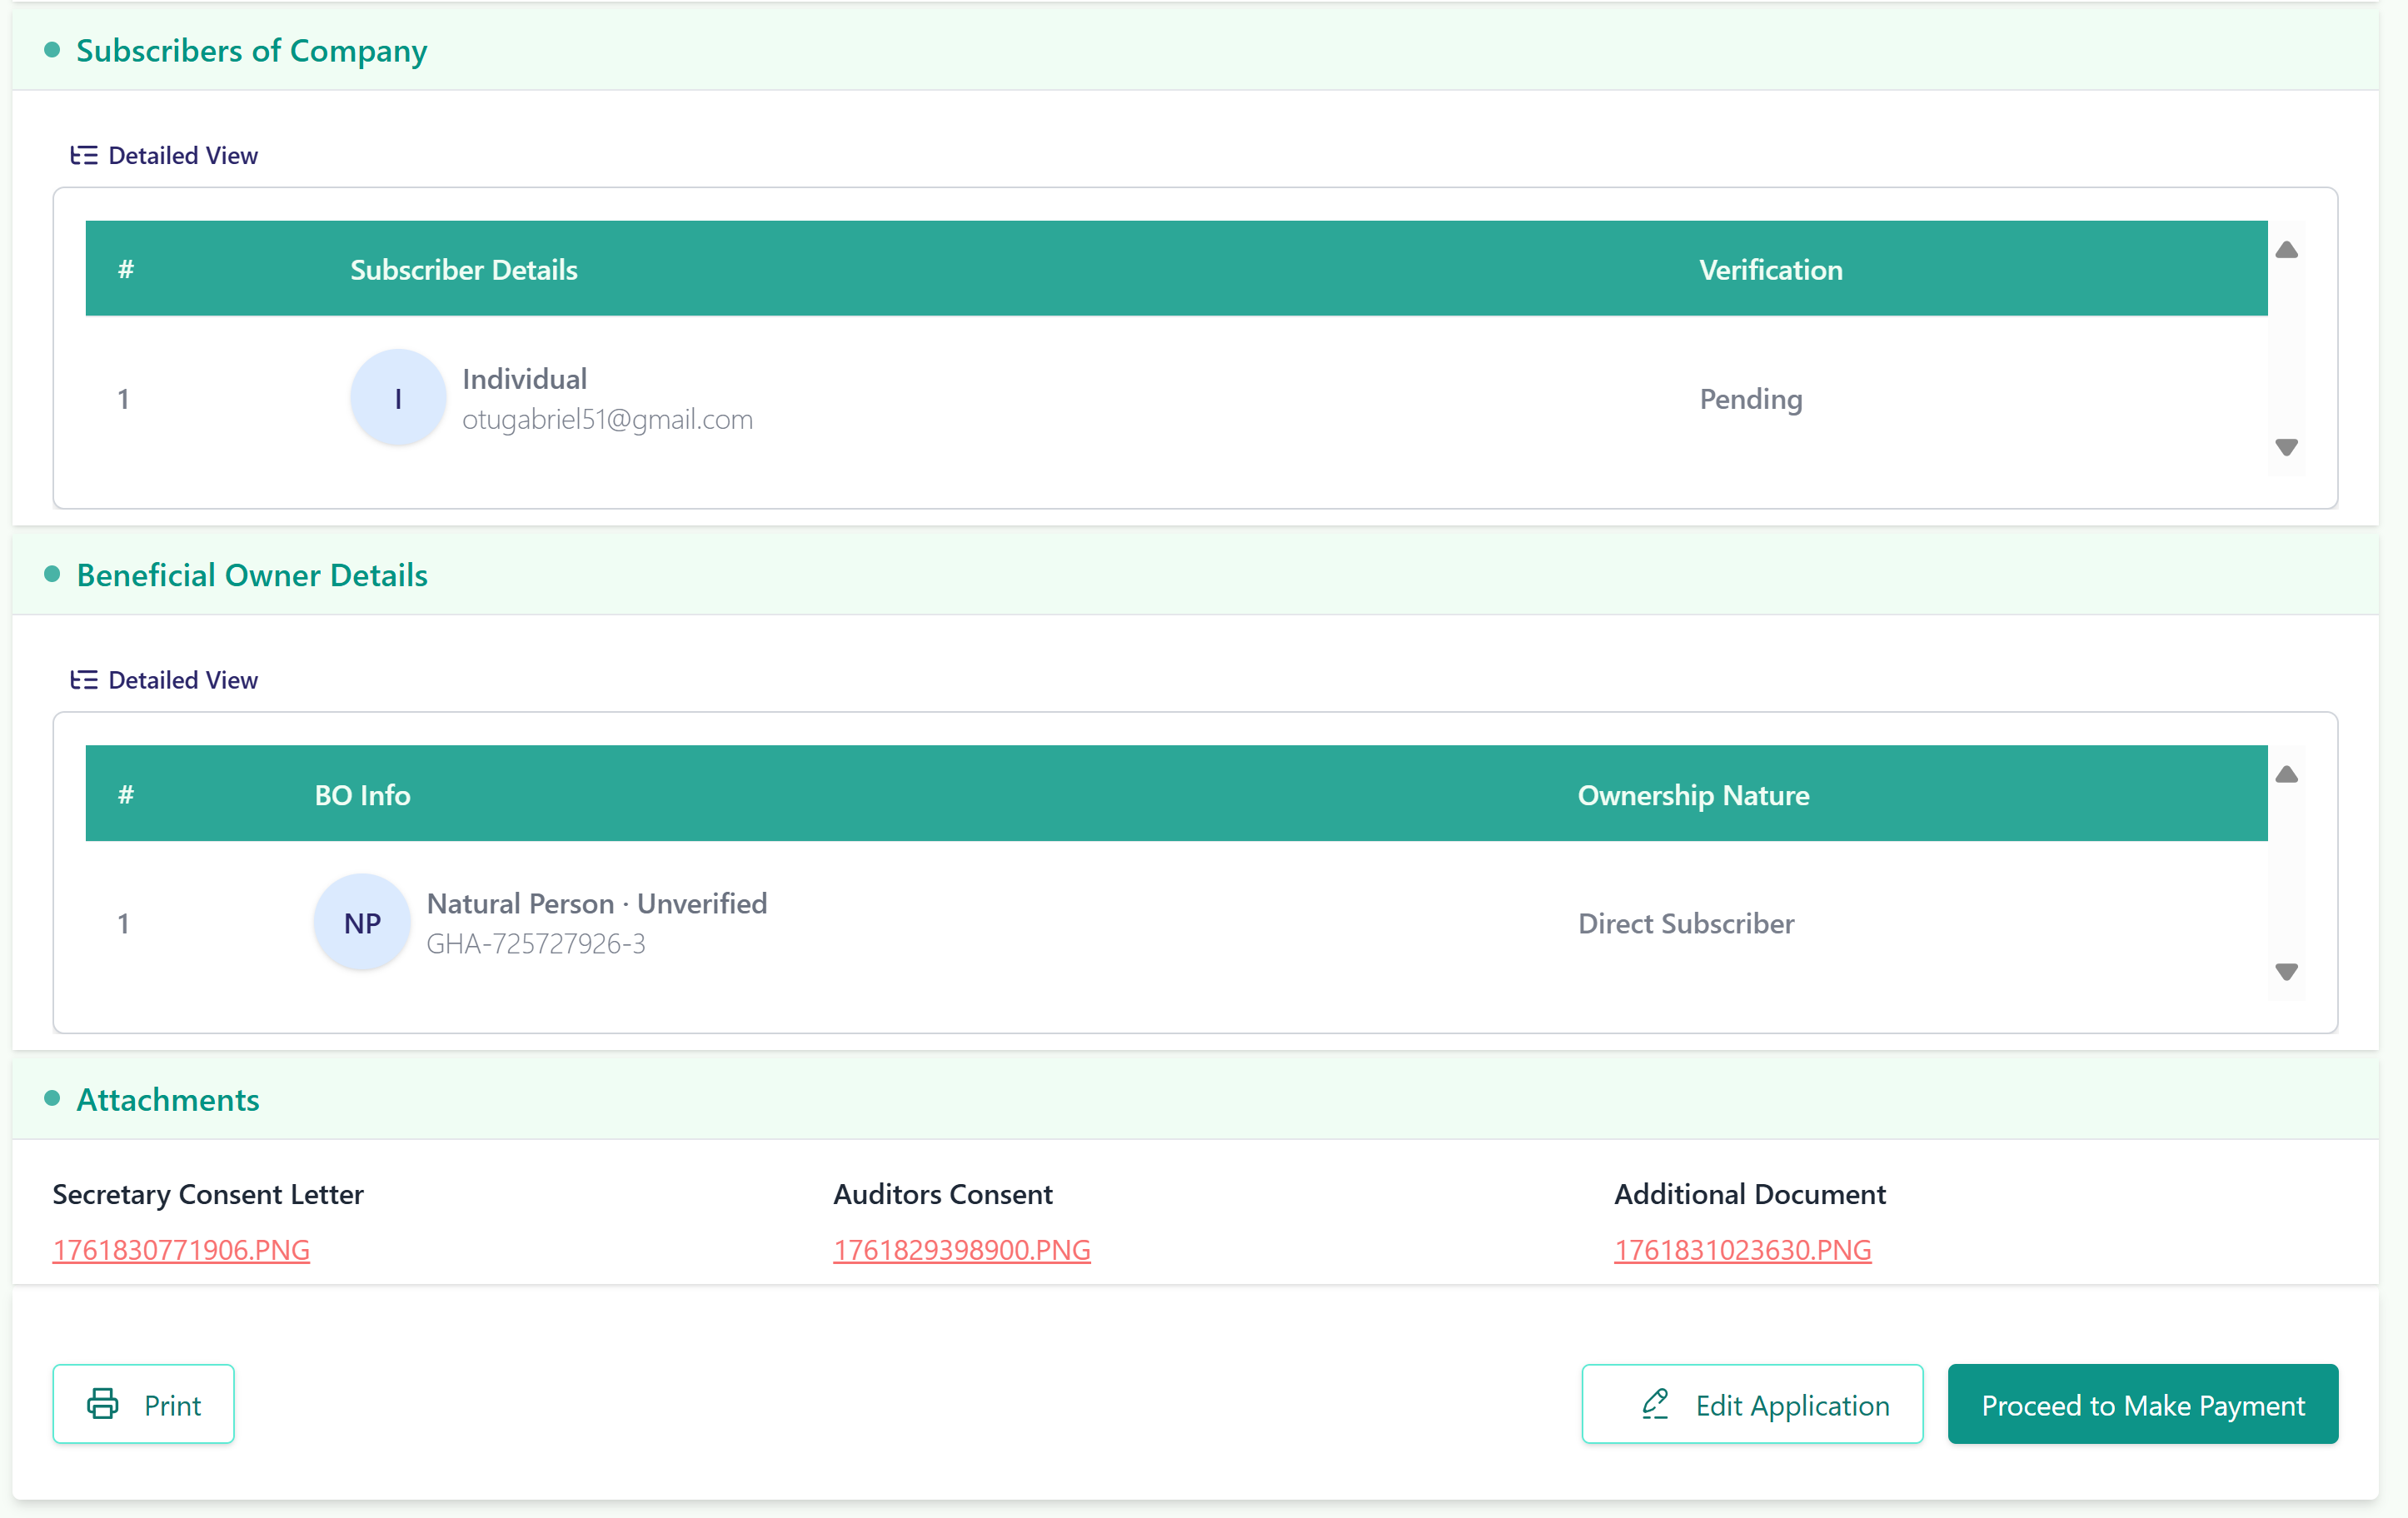 Subscribers of Company
Detailed View
# Subscriber Details Verification
1 I Individual Pending
otugabriel51@gmail.com
Beneficial Owner Details
Detailed View
# BO Info Ownership Nature
1 NP Natural Person · Unverified Direct Subscriber
GHA-725727926-3
Attachments
Secretary Consent Letter Auditors Consent Additional Document
1761830771906.PNG 1761829398900.PNG 1761831023630.PNG
Print Edit Application Proceed to Make Payment